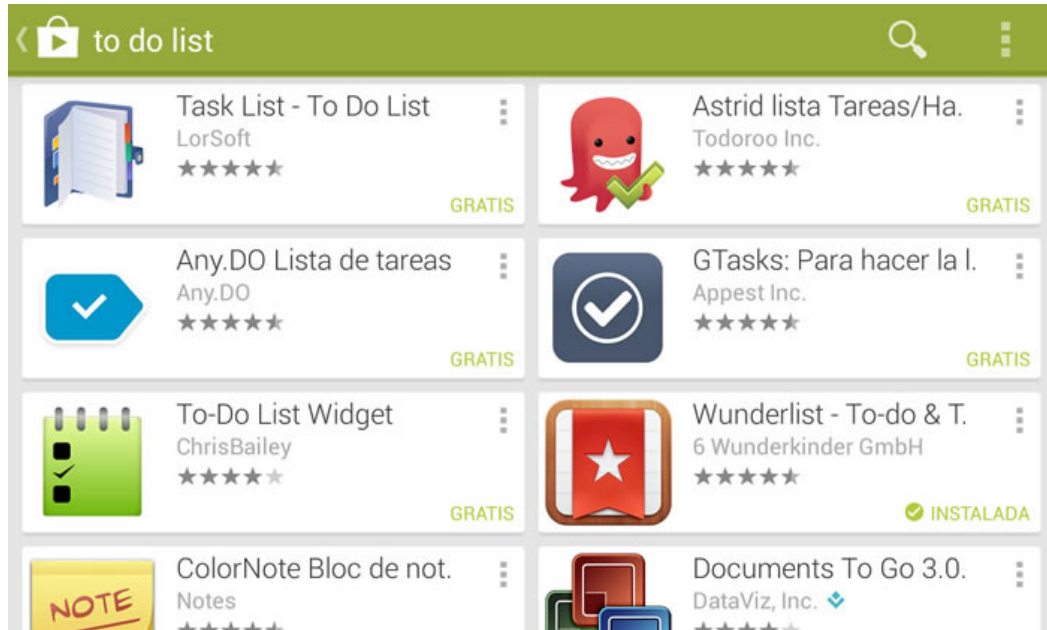 to do list
Task List - To Do List
LorSoft
GRATIS
Astrid lista Tareas/Ha.
Todoroo Inc.
GRATIS
Any.DO Lista de tareas
Any.DO
GRATIS
GTasks: Para hacer la l.
Appest Inc.
GRATIS
To-Do List Widget
ChrisBailey
GRATIS
Wunderlist - To-do & T.
6 Wunderkinder GmbH
INSTALADA
NOTE
ColorNote Bloc de not.
Notes
Documents To Go 3.0.
DataViz, Inc.